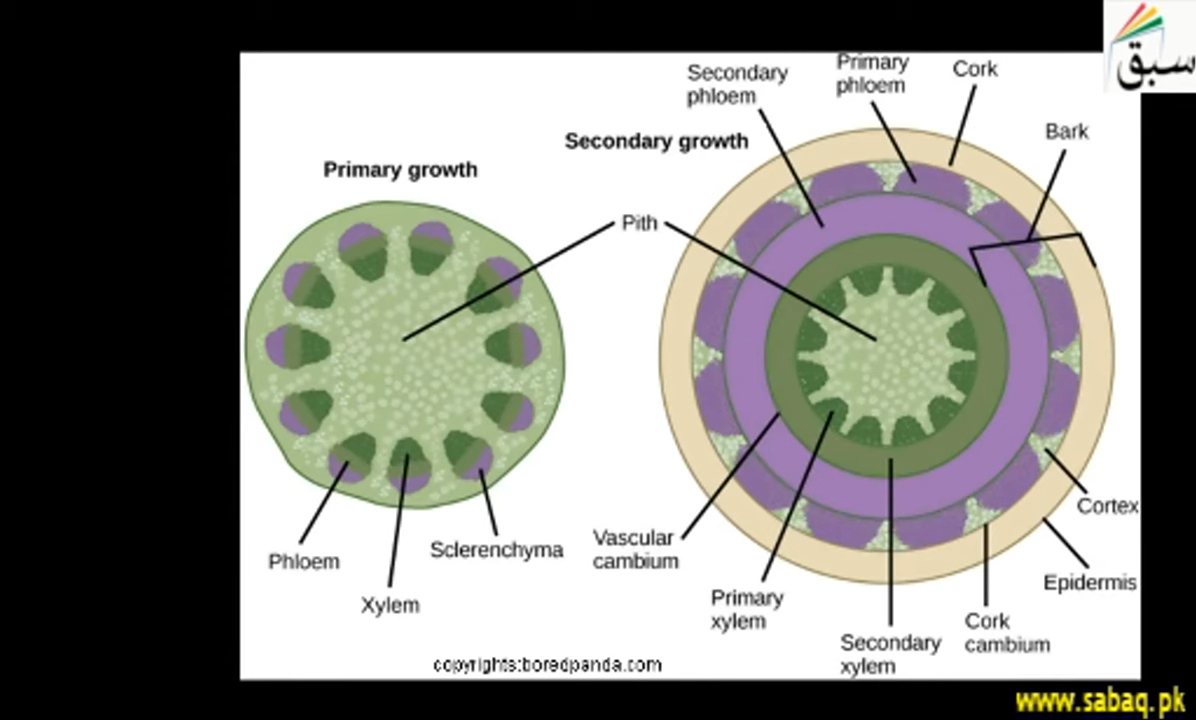 سبق
Secondary
phloem
Primary
phloem
Cork
Bark
Secondary growth
Primary growth
Pith
Cortex
Vascular
cambium
Sclerenchyma
Phloem
Epidermis
Xylem
Primary
xylem
Cork
cambium
Secondary
xylem
copyrights:boredpanda.com
www.sabaq.pk